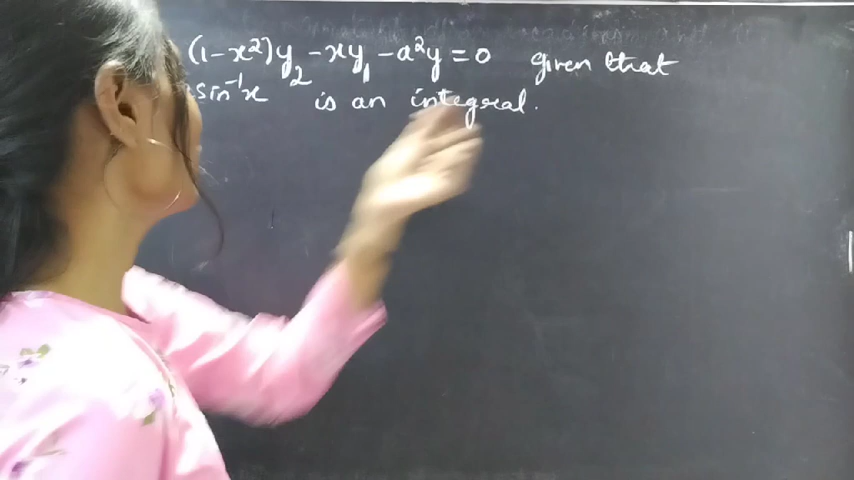 (1-x²)y₂ - xy₁ - a²y = 0 given that
sin⁻¹x is an integral.